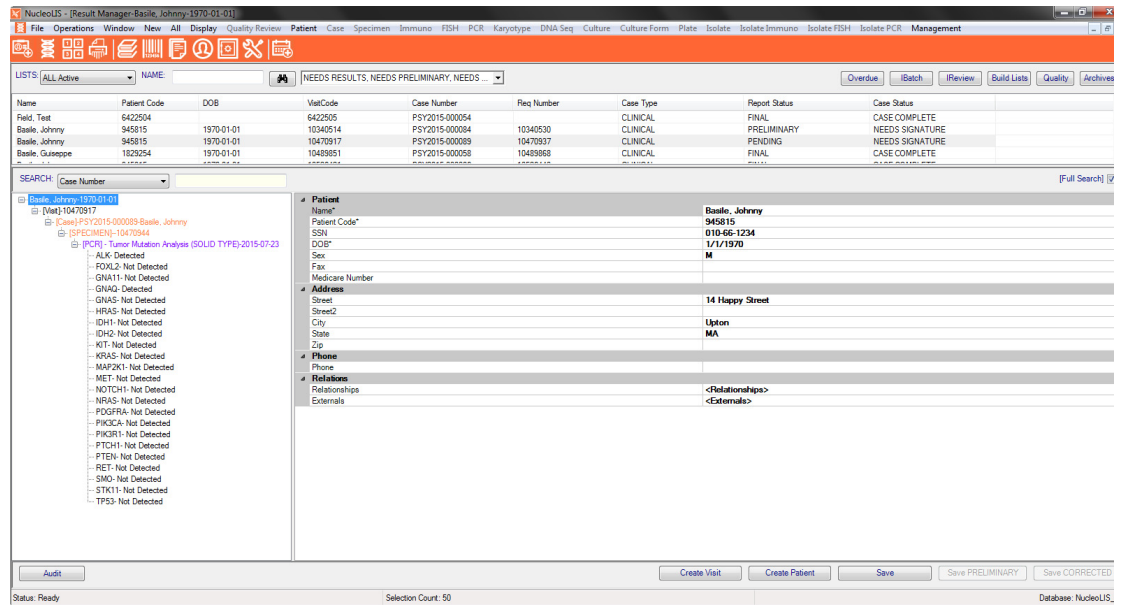 NucleoLIS - [Result Manager-Basile, Johnny-1970-01-01]
File Operations Window New All Display Quality Review Patient Case Specimen Immuno FISH PCR Karyotype DNA Seq Culture Culture Form Plate Isolate Isolate Immuno Isolate FISH Isolate PCR Management
LISTS: ALL Active NAME: NEEDS RESULTS, NEEDS PRELIMINARY, NEEDS ... Overdue IBatch IReview Build Lists Quality Archives
Name Patient Code DOB VisitCode Case Number Req Number Case Type Report Status Case Status
Field, Test 6422504 6422505 PSY2015-000054 CLINICAL FINAL CASE COMPLETE
Basile, Johnny 945815 1970-01-01 10340514 PSY2015-000084 10340530 CLINICAL PRELIMINARY NEEDS SIGNATURE
Basile, Johnny 945815 1970-01-01 10470917 PSY2015-000089 10470937 CLINICAL PENDING NEEDS SIGNATURE
Basile, Guiseppe 1829254 1970-01-01 10489851 PSY2015-000058 10489868 CLINICAL FINAL CASE COMPLETE
SEARCH: Case Number [Full Search]
Basile, Johnny-1970-01-01
[Visit]-10470917
[Case]-PSY2015-000089-Basile, Johnny
[SPECIMEN]-10470944
[PCR] - Tumor Mutation Analysis (SOLID TYPE)-2015-07-23
ALK- Detected
FOXL2- Not Detected
GNA11- Not Detected
GNAQ- Detected
GNAS- Not Detected
HRAS- Not Detected
IDH1- Not Detected
IDH2- Not Detected
KIT- Not Detected
KRAS- Not Detected
MAP2K1- Not Detected
MET- Not Detected
NOTCH1- Not Detected
NRAS- Not Detected
PDGFRA- Not Detected
PIK3CA- Not Detected
PIK3R1- Not Detected
PTCH1- Not Detected
PTEN- Not Detected
RET- Not Detected
SMO- Not Detected
STK11- Not Detected
TP53- Not Detected
Patient
Name* Basile, Johnny
Patient Code* 945815
SSN 010-66-1234
DOB* 1/1/1970
Sex M
Fax
Medicare Number
Address
Street 14 Happy Street
Street2
City Upton
State MA
Zip
Phone
Phone
Relations
Relationships <Relationships>
Externals <Externals>
Audit Create Visit Create Patient Save Save PRELIMINARY Save CORRECTED
Status: Ready Selection Count: 50 Database: NucleoLIS_